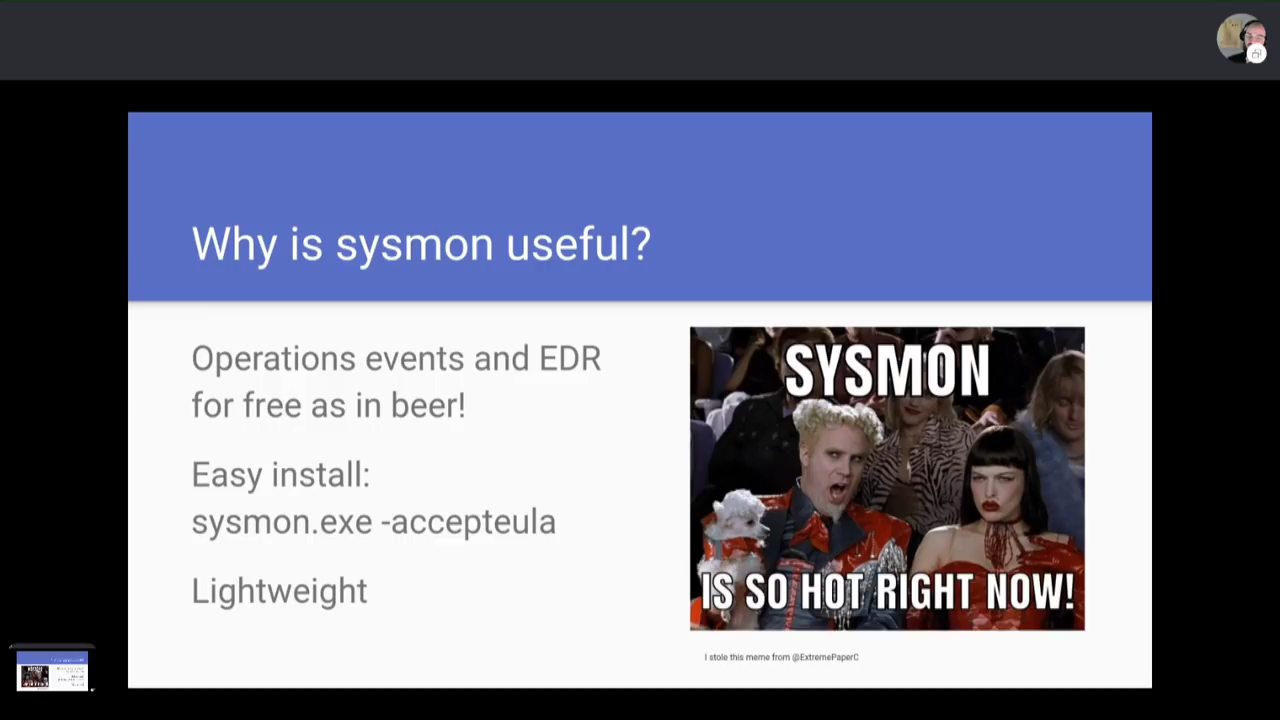 Why is sysmon useful?
Operations events and EDR
for free as in beer!
Easy install:
sysmon.exe -accepteula
Lightweight
SYSMON
IS SO HOT RIGHT NOW!
I stole this meme from @ExtremePaperC